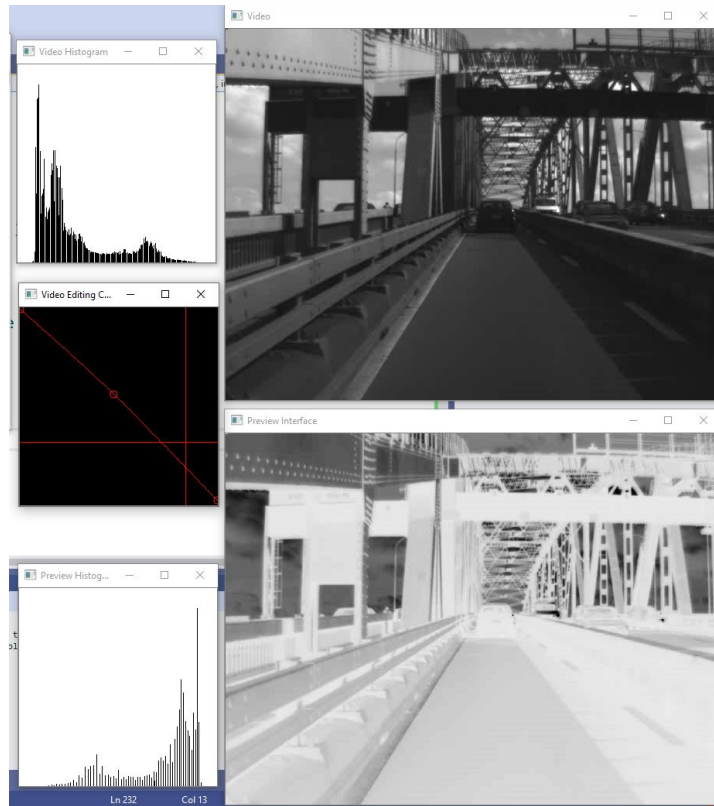 Video
Video Histogram
Video Editing C...
Preview Interface
Preview Histog...
Ln 232
Col 13